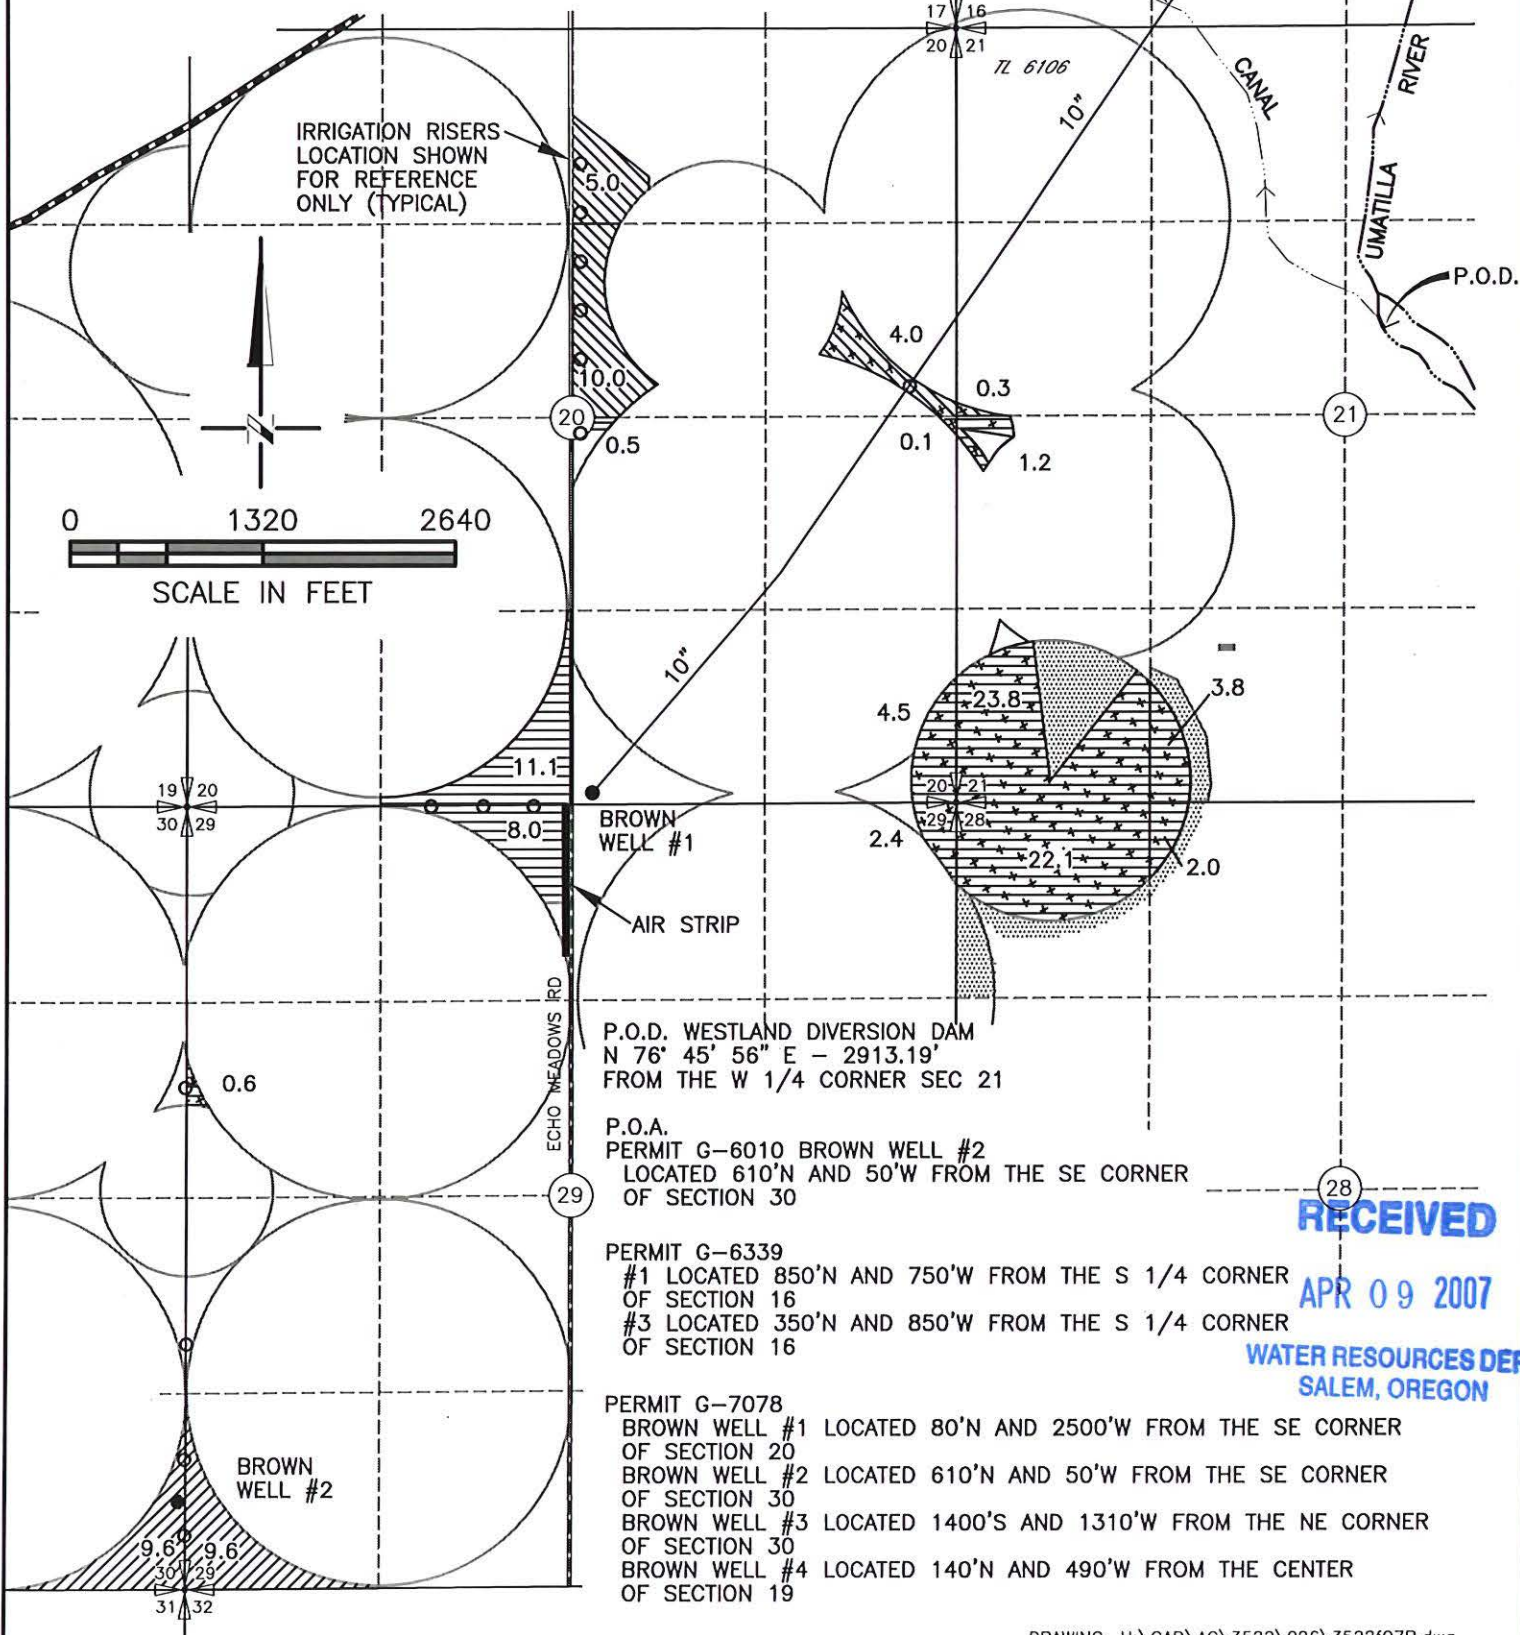 17 16
20 21
TL 6106
CANAL
RIVER
UMATILLA
10"
IRRIGATION RISERS
LOCATION SHOWN
FOR REFERENCE
ONLY (TYPICAL)
5.0
P.O.D.
4.0
10.0
0.3
20
21
0.5
0.1
1.2
0 1320 2640
SCALE IN FEET
N
10"
3.8
23.8
4.5
11.1
19 20
30 29
20 21
29 28
8.0
BROWN
WELL #1
2.4
22.1
2.0
AIR STRIP
ECHO MEADOWS RD
P.O.D. WESTLAND DIVERSION DAM
N 76° 45' 56" E – 2913.19'
FROM THE W 1/4 CORNER SEC 21
0.6
P.O.A.
PERMIT G–6010 BROWN WELL #2
LOCATED 610'N AND 50'W FROM THE SE CORNER
OF SECTION 30
29
28
RECEIVED
APR 09 2007
WATER RESOURCES DEP
SALEM, OREGON
PERMIT G–6339
#1 LOCATED 850'N AND 750'W FROM THE S 1/4 CORNER
OF SECTION 16
#3 LOCATED 350'N AND 850'W FROM THE S 1/4 CORNER
OF SECTION 16
PERMIT G–7078
BROWN WELL #1 LOCATED 80'N AND 2500'W FROM THE SE CORNER
OF SECTION 20
BROWN WELL #2 LOCATED 610'N AND 50'W FROM THE SE CORNER
OF SECTION 30
BROWN WELL #3 LOCATED 1400'S AND 1310'W FROM THE NE CORNER
OF SECTION 30
BROWN WELL #4 LOCATED 140'N AND 490'W FROM THE CENTER
OF SECTION 19
BROWN
WELL #2
9.6 9.6
30 29
31 32